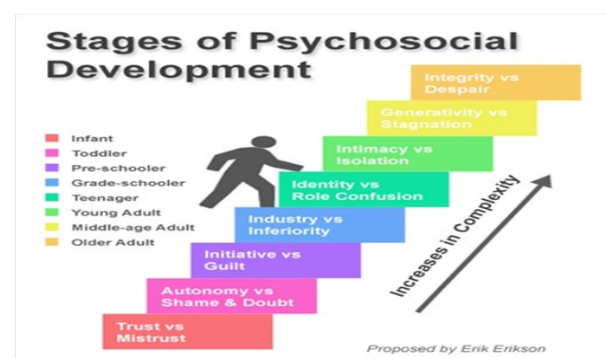 Stages of Psychosocial
Development
Integrity vs
Despair
Generativity vs
Stagnation
Intimacy vs
Isolation
Identity vs
Role Confusion
Industry vs
Inferiority
Initiative vs
Guilt
Autonomy vs
Shame & Doubt
Trust vs
Mistrust
Infant
Toddler
Pre-schooler
Grade-schooler
Teenager
Young Adult
Middle-age Adult
Older Adult
Increases in Complexity
Proposed by Erik Erikson